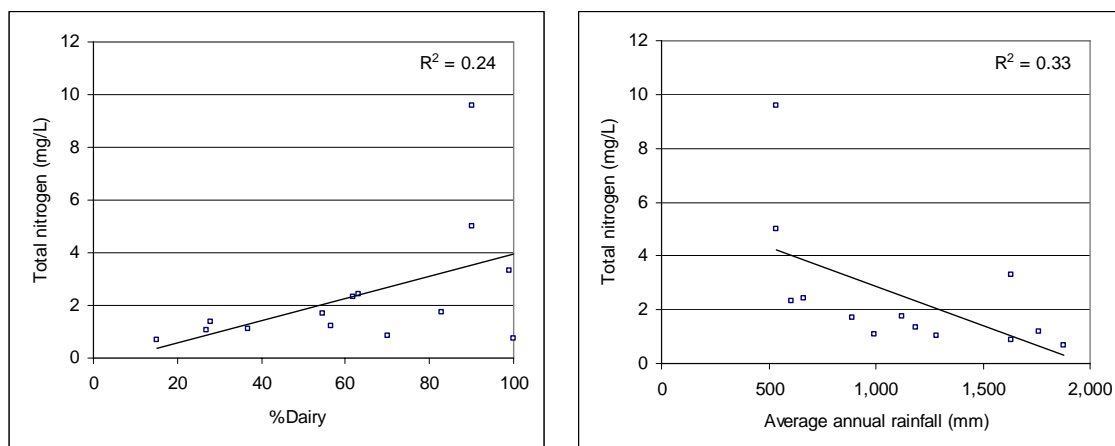 12
10
8
6
4
2
0
Total nitrogen (mg/L)
R² = 0.24
0 20 40 60 80 100
%Dairy
12
10
8
6
4
2
0
Total nitrogen (mg/L)
R² = 0.33
0 500 1,000 1,500 2,000
Average annual rainfall (mm)